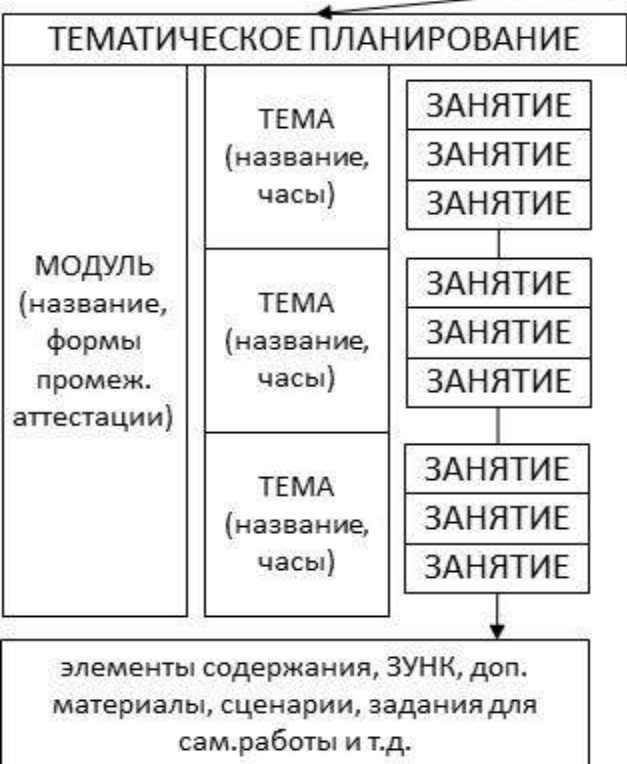 ТЕМАТИЧЕСКОЕ ПЛАНИРОВАНИЕ
МОДУЛЬ
(название,
формы
промеж.
аттестации)
ТЕМА
(название,
часы)
ЗАНЯТИЕ
ЗАНЯТИЕ
ЗАНЯТИЕ
ТЕМА
(название,
часы)
ЗАНЯТИЕ
ЗАНЯТИЕ
ЗАНЯТИЕ
ТЕМА
(название,
часы)
ЗАНЯТИЕ
ЗАНЯТИЕ
ЗАНЯТИЕ
элементы содержания, ЗУНК, доп.
материалы, сценарии, задания для
сам.работы и т.д.